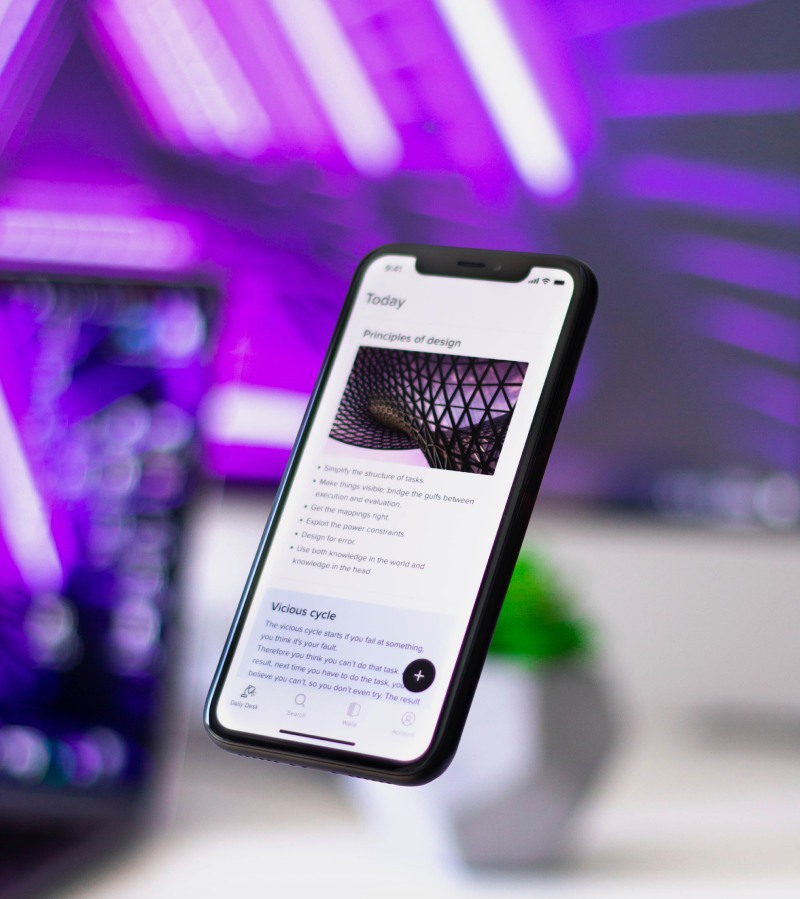 9:41
Today
Principles of design
• Simplify the structure of tasks.
• Make things visible; bridge the gulfs between
execution and evaluation.
• Get the mappings right.
• Exploit the power constraints.
• Design for error.
• Use both knowledge in the world and
knowledge in the head.
Vicious cycle
The vicious cycle starts if you fail at something,
you think it's your fault.
Therefore you think you can't do that task
result, next time you have to do the task, you
believe you can't, so you don't even try. The result
Daily Desk
Search
Walls
Account